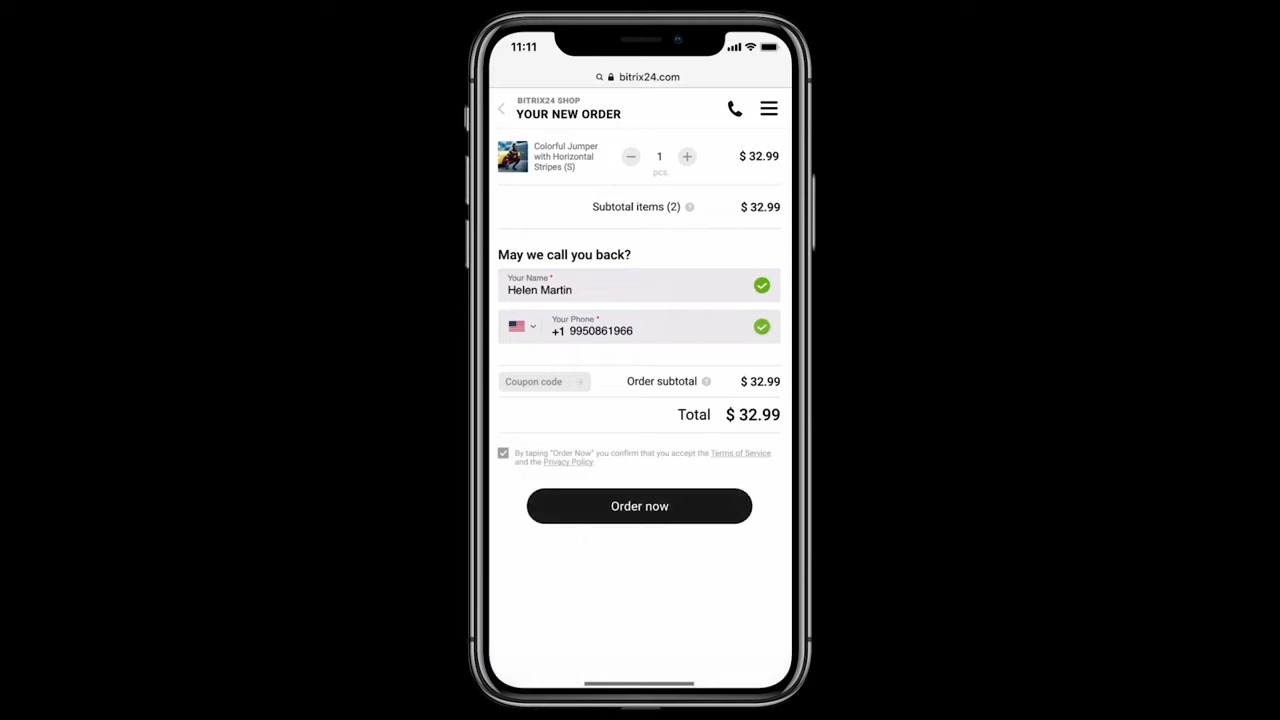 11:11
bitrix24.com
BITRIX24 SHOP
YOUR NEW ORDER
Colorful Jumper
with Horizontal
Stripes (S)
1
pcs.
$ 32.99
Subtotal items (2) ?
$ 32.99
May we call you back?
Your Name *
Helen Martin
Your Phone *
+1 9950861966
Coupon code
Order subtotal ?
$ 32.99
Total $ 32.99
By taping "Order Now" you confirm that you accept the Terms of Service
and the Privacy Policy.
Order now